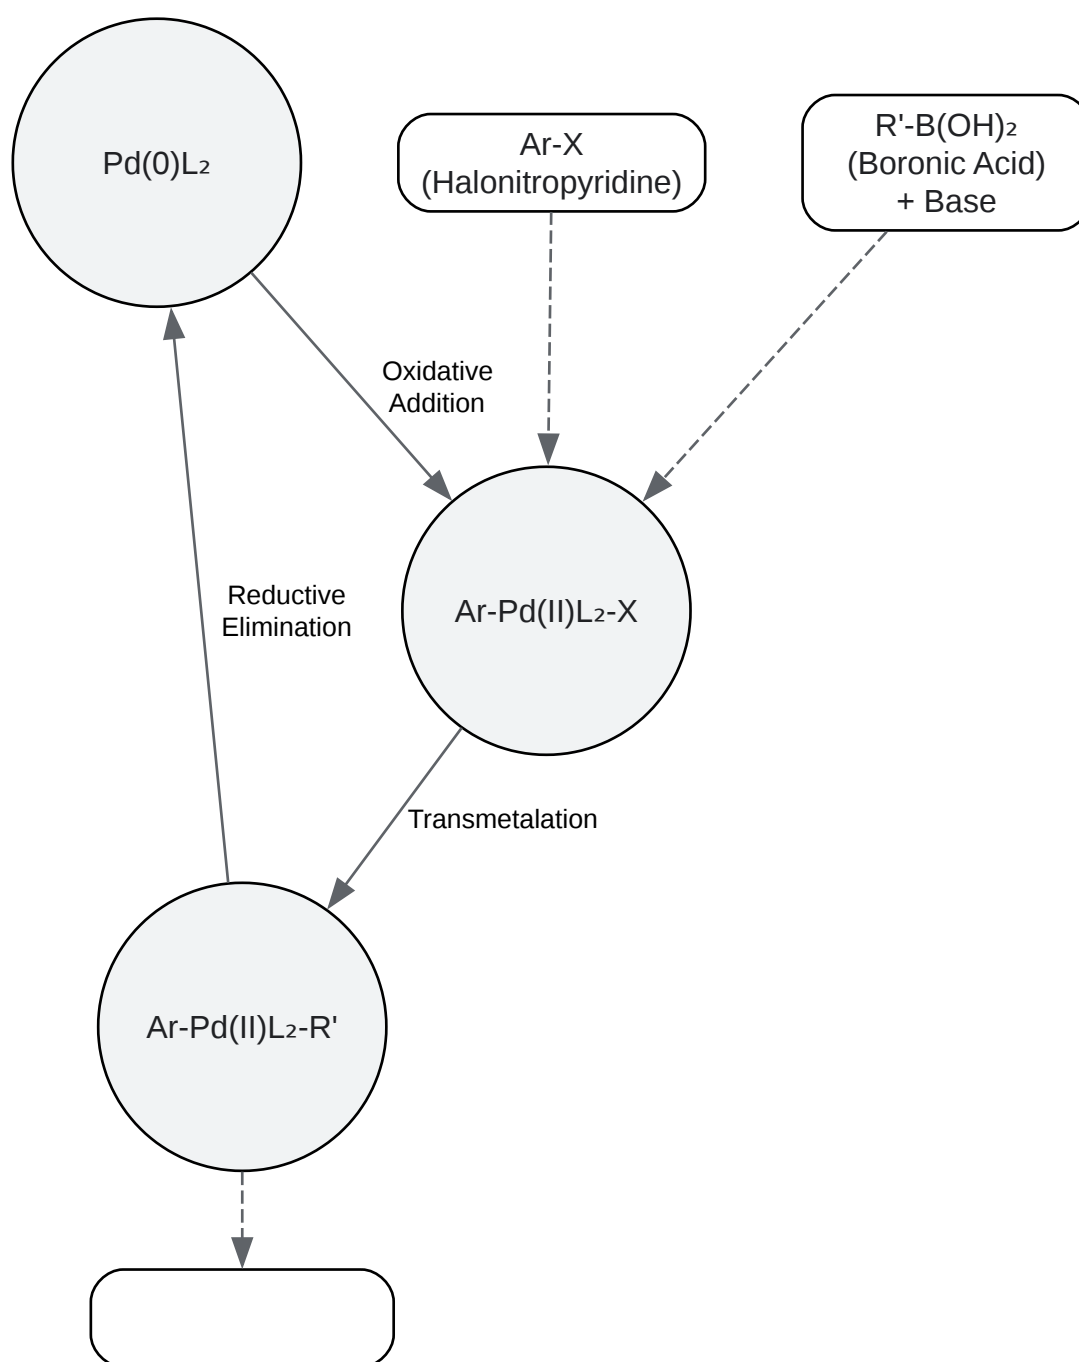 Pd(0)L₂
Ar-X
(Halonitropyridine)
R'-B(OH)₂
(Boronic Acid)
+ Base
Oxidative
Addition
Reductive
Elimination
Ar-Pd(II)L₂-X
Transmetalation
Ar-Pd(II)L₂-R'